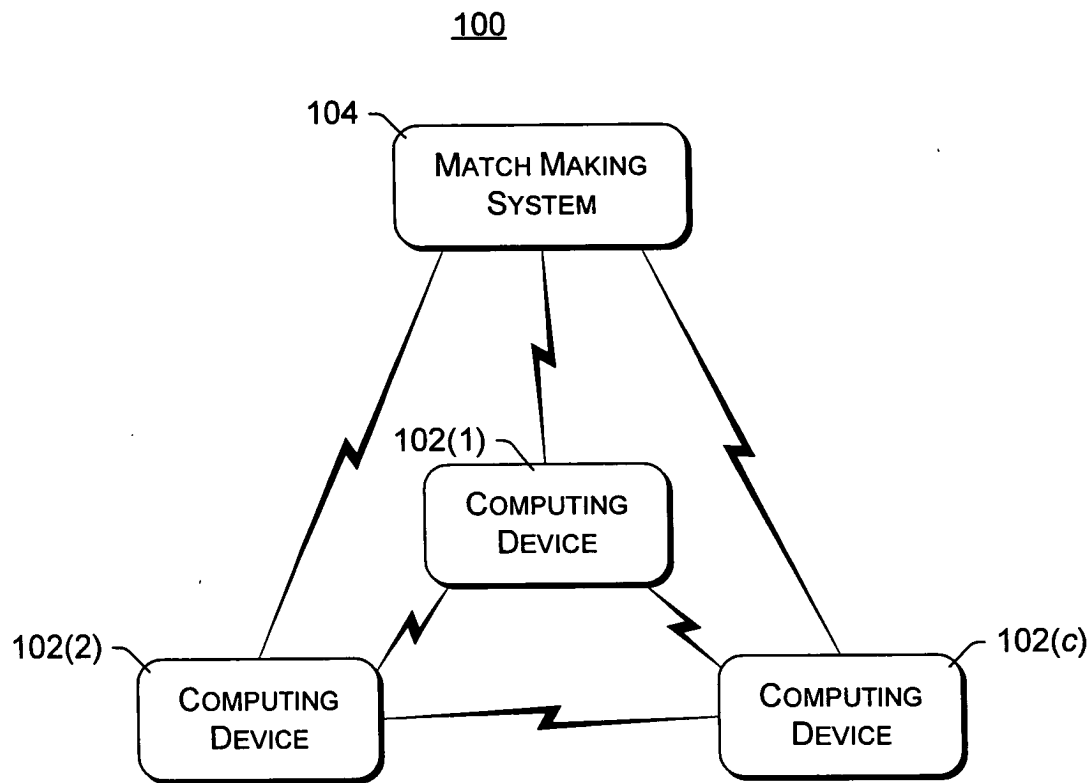 100
104
MATCH MAKING
SYSTEM
102(1)
COMPUTING
DEVICE
102(2)
COMPUTING
DEVICE
102(c)
COMPUTING
DEVICE